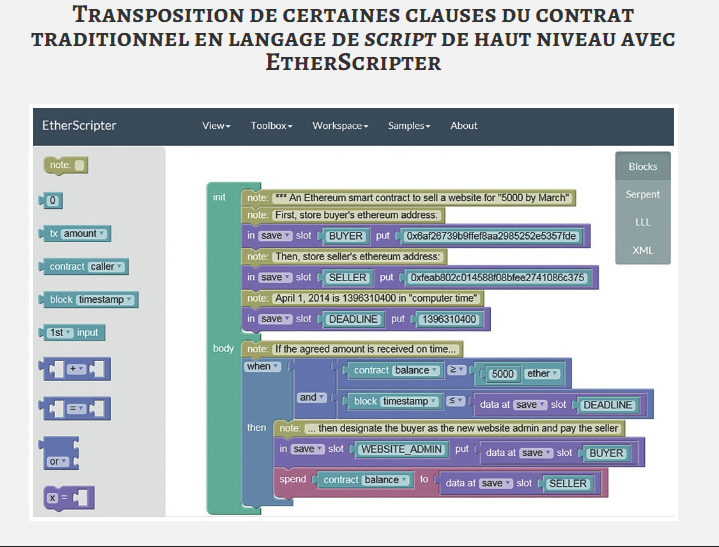 TRANSPOSITION DE CERTAINES CLAUSES DU CONTRAT
TRADITIONNEL EN LANGAGE DE SCRIPT DE HAUT NIVEAU AVEC
ETHERSCRIPTER
EtherScripter View Toolbox Workspace Samples About
note:
0
tx amount
contract caller
block timestamp
1st input
+
=
or
x =
init note: *** An Ethereum smart contract to sell a website for "5000 by March"
note: First, store buyer's ethereum address:
in save slot BUYER put 0x6af26739b9ffef8aa2985252e5357fde
note: Then, store seller's ethereum address:
in save slot SELLER put 0xfeab802c014588f08bfee2741086c375
note: April 1, 2014 is 1396310400 in "computer time"
in save slot DEADLINE put 1396310400
body note: If the agreed amount is received on time...
when contract balance ≥ 5000 ether
and block timestamp ≤ data at save slot DEADLINE
then note: ... then designate the buyer as the new website admin and pay the seller
in save slot WEBSITE_ADMIN put data at save slot BUYER
spend contract balance to data at save slot SELLER
Blocks
Serpent
LLL
XML